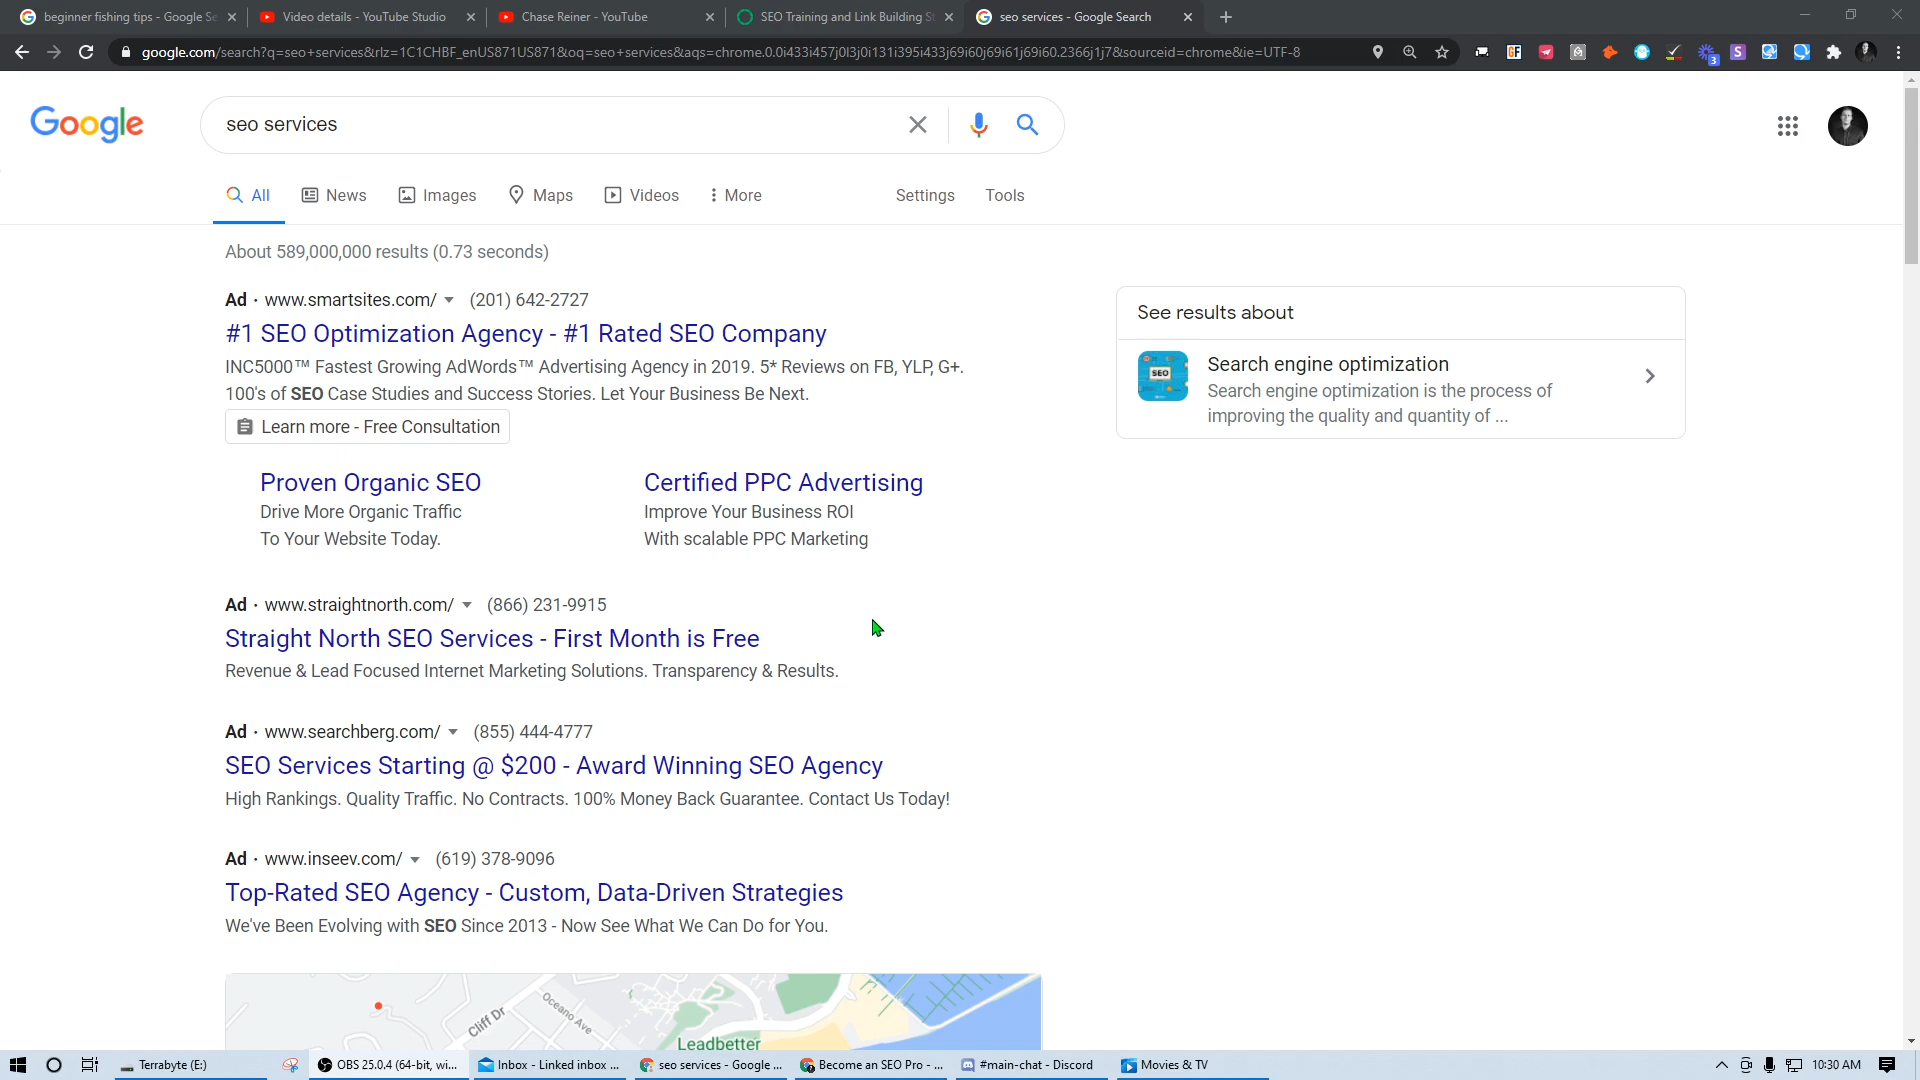 beginner fishing tips - Google Se
Video details - YouTube Studio
Chase Reiner - YouTube
SEO Training and Link Building S
seo services - Google Search
google.com/search?q=seo+services&rlz=1C1CHBF_enUS871US871&oq=seo+services&aqs=chrome.0.0i433i457j0l3j0i131i395i433j69i60j69i61j69i60.2366j1j7&sourceid=chrome&ie=UTF-8
GF
3
S
Google
seo services
All
News
Images
Maps
Videos
More
Settings
Tools
About 589,000,000 results (0.73 seconds)
Ad · www.smartsites.com/ (201) 642-2727
#1 SEO Optimization Agency - #1 Rated SEO Company
INC5000™ Fastest Growing AdWords™ Advertising Agency in 2019. 5* Reviews on FB, YLP, G+.
100's of SEO Case Studies and Success Stories. Let Your Business Be Next.
Learn more - Free Consultation
Proven Organic SEO
Drive More Organic Traffic
To Your Website Today.
Certified PPC Advertising
Improve Your Business ROI
With scalable PPC Marketing
Ad · www.straightnorth.com/ (866) 231-9915
Straight North SEO Services - First Month is Free
Revenue & Lead Focused Internet Marketing Solutions. Transparency & Results.
Ad · www.searchberg.com/ (855) 444-4777
SEO Services Starting @ $200 - Award Winning SEO Agency
High Rankings. Quality Traffic. No Contracts. 100% Money Back Guarantee. Contact Us Today!
Ad · www.inseev.com/ (619) 378-9096
Top-Rated SEO Agency - Custom, Data-Driven Strategies
We've Been Evolving with SEO Since 2013 - Now See What We Can Do for You.
Cliff Dr
Oceano Ave
Leadbetter
See results about
SEO
Search engine optimization
Search engine optimization is the process of
improving the quality and quantity of ...
Terrabyte (E:)
OBS 25.0.4 (64-bit, wi...
Inbox - Linked inbox ...
seo services - Google ...
Become an SEO Pro - ...
#main-chat - Discord
Movies & TV
10:30 AM